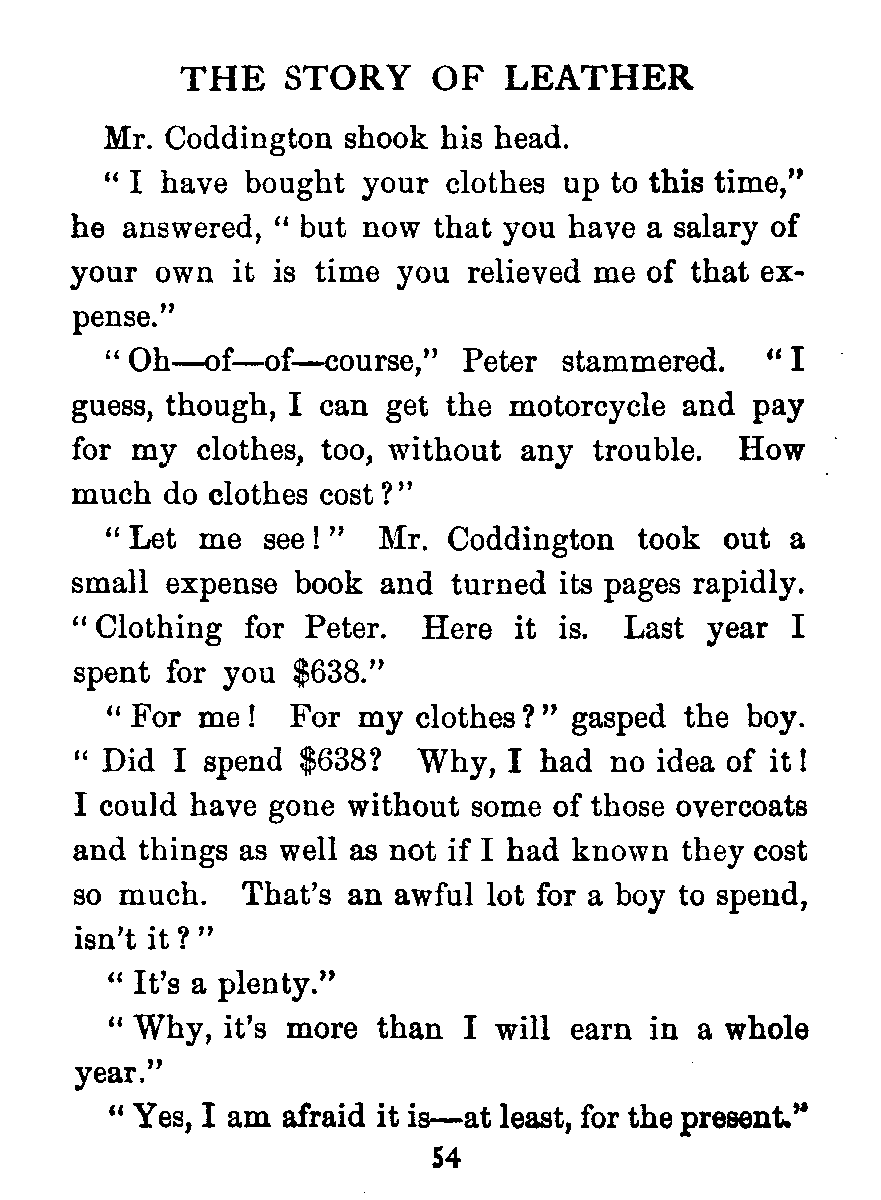 THE STORY OF LEATHER
Mr. Coddington shook his head.
“ I have bought your clothes up to this time,”
he answered, “ but now that you have a salary of
your own it is time you relieved me of that ex-
pense.”
“ Oh—of—of—course,” Peter stammered. “ I
guess, though, I can get the motorcycle and pay
for my clothes, too, without any trouble. How
much do clothes cost ? ”
“ Let me see ! ” Mr. Coddington took out a
small expense book and turned its pages rapidly.
“ Clothing for Peter. Here it is. Last year I
spent for you $638.”
“ For me ! For my clothes ? ” gasped the boy.
“ Did I spend $638? Why, I had no idea of it !
I could have gone without some of those overcoats
and things as well as not if I had known they cost
so much. That’s an awful lot for a boy to spend,
isn’t it ? ”
“ It’s a plenty.”
“ Why, it’s more than I will earn in a whole
year.”
“ Yes, I am afraid it is—at least, for the present.”
54